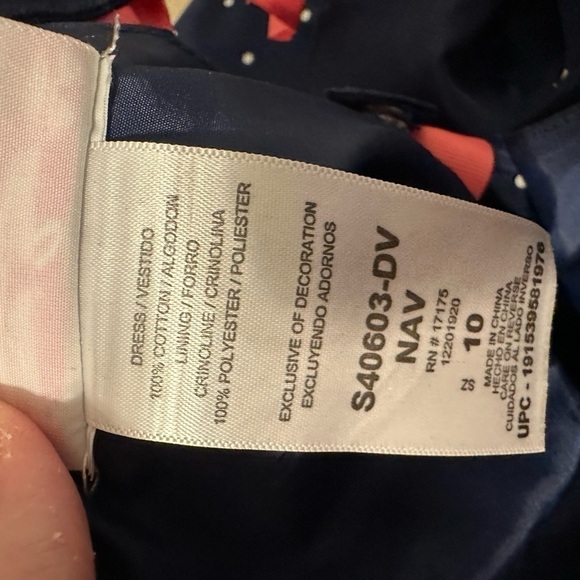 DRESS / VESTIDO
100% COTTON / ALGODON
LINING / FORRO
CRINOLINE / CRINOLINA
100% POLYESTER / POLIESTER
EXCLUSIVE OF DECORATION
EXCLUYENDO ADORNOS
S40603-DV
NAV
RN # 17175
12201920
10
ZS
MADE IN CHINA
HECHO EN CHINA
CARE ON REVERSE
CUIDADOS AL LADO INVERSO
UPC - 191539581976